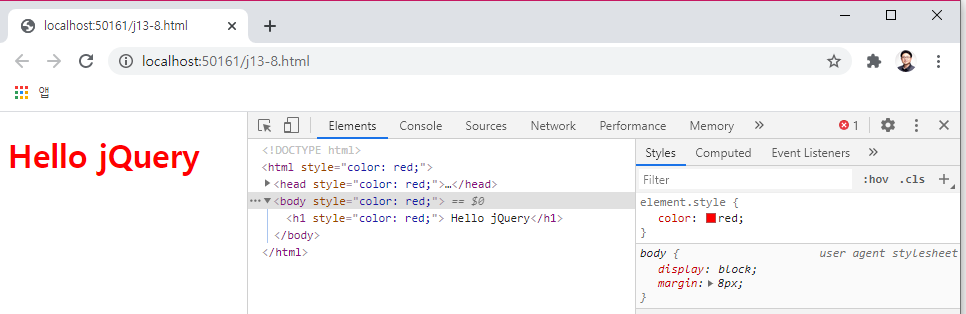 localhost:50161/j13-8.html
localhost:50161/j13-8.html
앱
Hello jQuery
Elements Console Sources Network Performance Memory » 1
<!DOCTYPE html>
<html style="color: red;">
<head style="color: red;">…</head>
<body style="color: red;"> == $0
<h1 style="color: red;"> Hello jQuery</h1>
</body>
</html>
Styles Computed Event Listeners »
Filter :hov .cls +
element.style {
color: red;
}
body { user agent stylesheet
display: block;
margin: 8px;
}